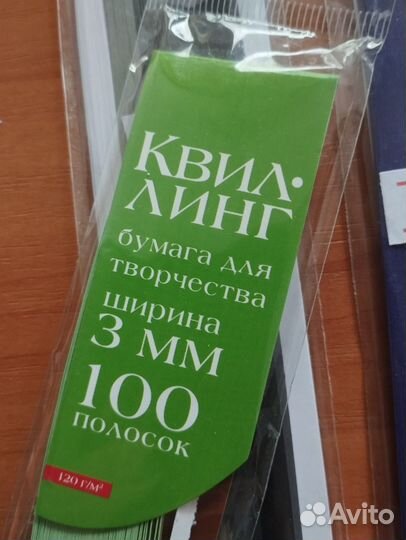 КВИЛ-
ЛИНГ
бумага для
творчества
ширина
3 мм
100
полосок
120 г/м²
Avito